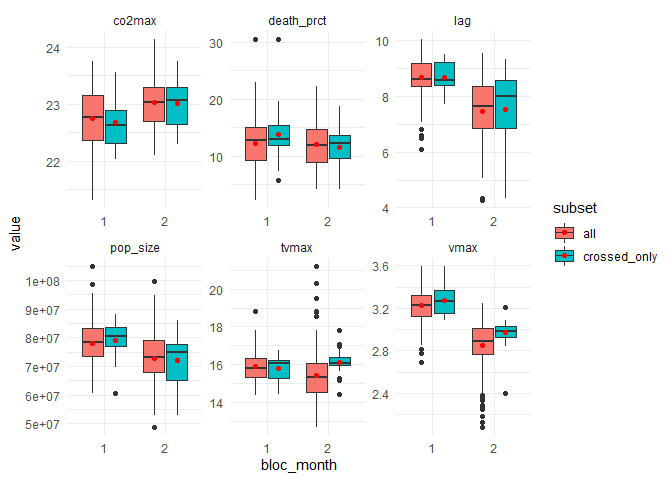 co2max
death_prct
lag
24
23
22
30
20
10
10
8
6
4
1
2
1
2
1
2
value
pop_size
tvmax
vmax
1e+08
9e+07
8e+07
7e+07
6e+07
5e+07
20
18
16
14
3.6
3.2
2.8
2.4
1
2
1
2
1
2
bloc_month
subset
all
crossed_only